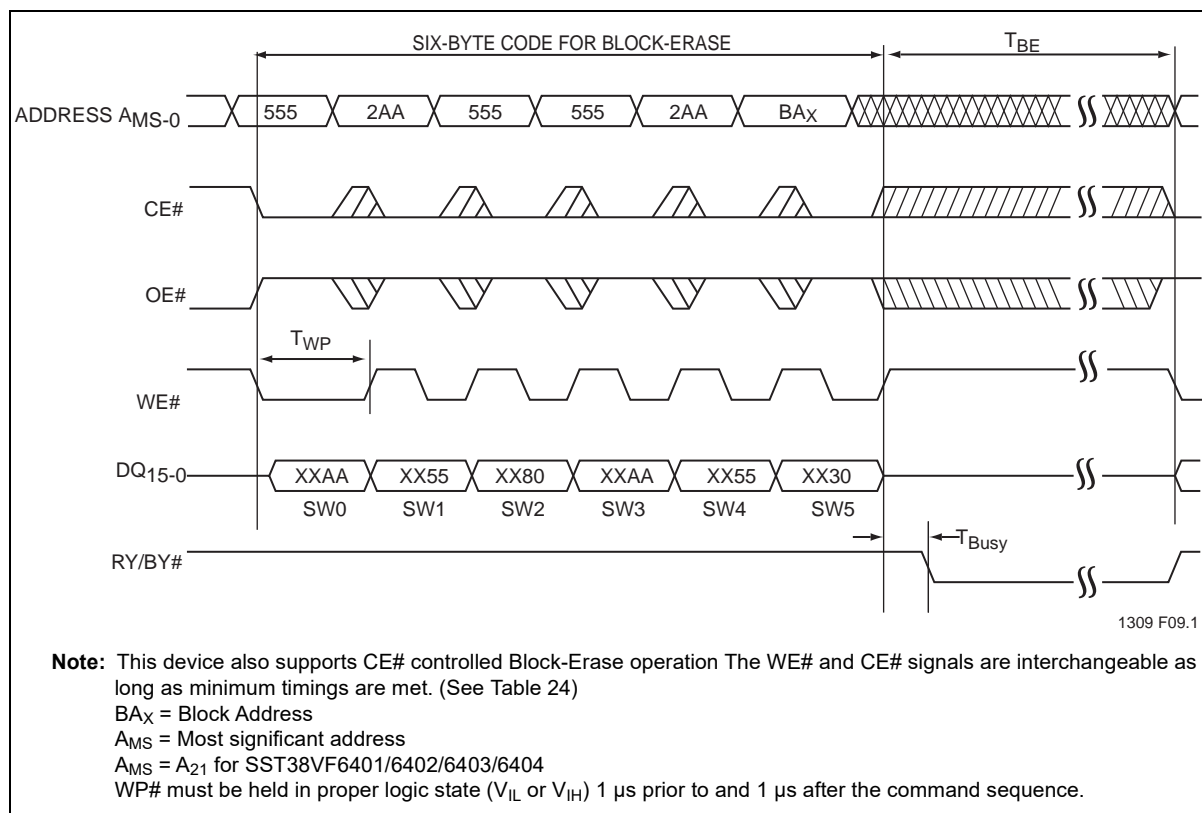 SIX-BYTE CODE FOR BLOCK-ERASE
TBE
ADDRESS AMS-0
555 2AA 555 555 2AA BAX
CE#
OE#
TWP
WE#
DQ15-0
XXAA XX55 XX80 XXAA XX55 XX30
SW0 SW1 SW2 SW3 SW4 SW5
TBusy
RY/BY#
1309 F09.1
Note: This device also supports CE# controlled Block-Erase operation The WE# and CE# signals are interchangeable as
long as minimum timings are met. (See Table 24)
BAX = Block Address
AMS = Most significant address
AMS = A21 for SST38VF6401/6402/6403/6404
WP# must be held in proper logic state (VIL or VIH) 1 µs prior to and 1 µs after the command sequence.